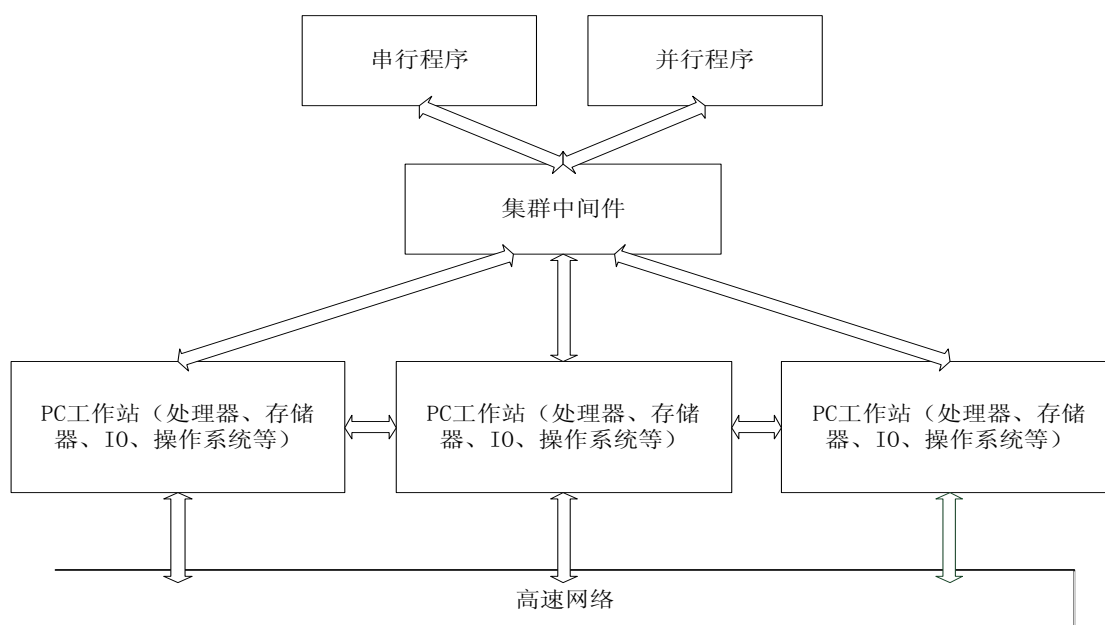 串行程序
并行程序
集群中间件
PC工作站（处理器、存储
器、IO、操作系统等）
PC工作站（处理器、存储
器、IO、操作系统等）
PC工作站（处理器、存储
器、IO、操作系统等）
高速网络